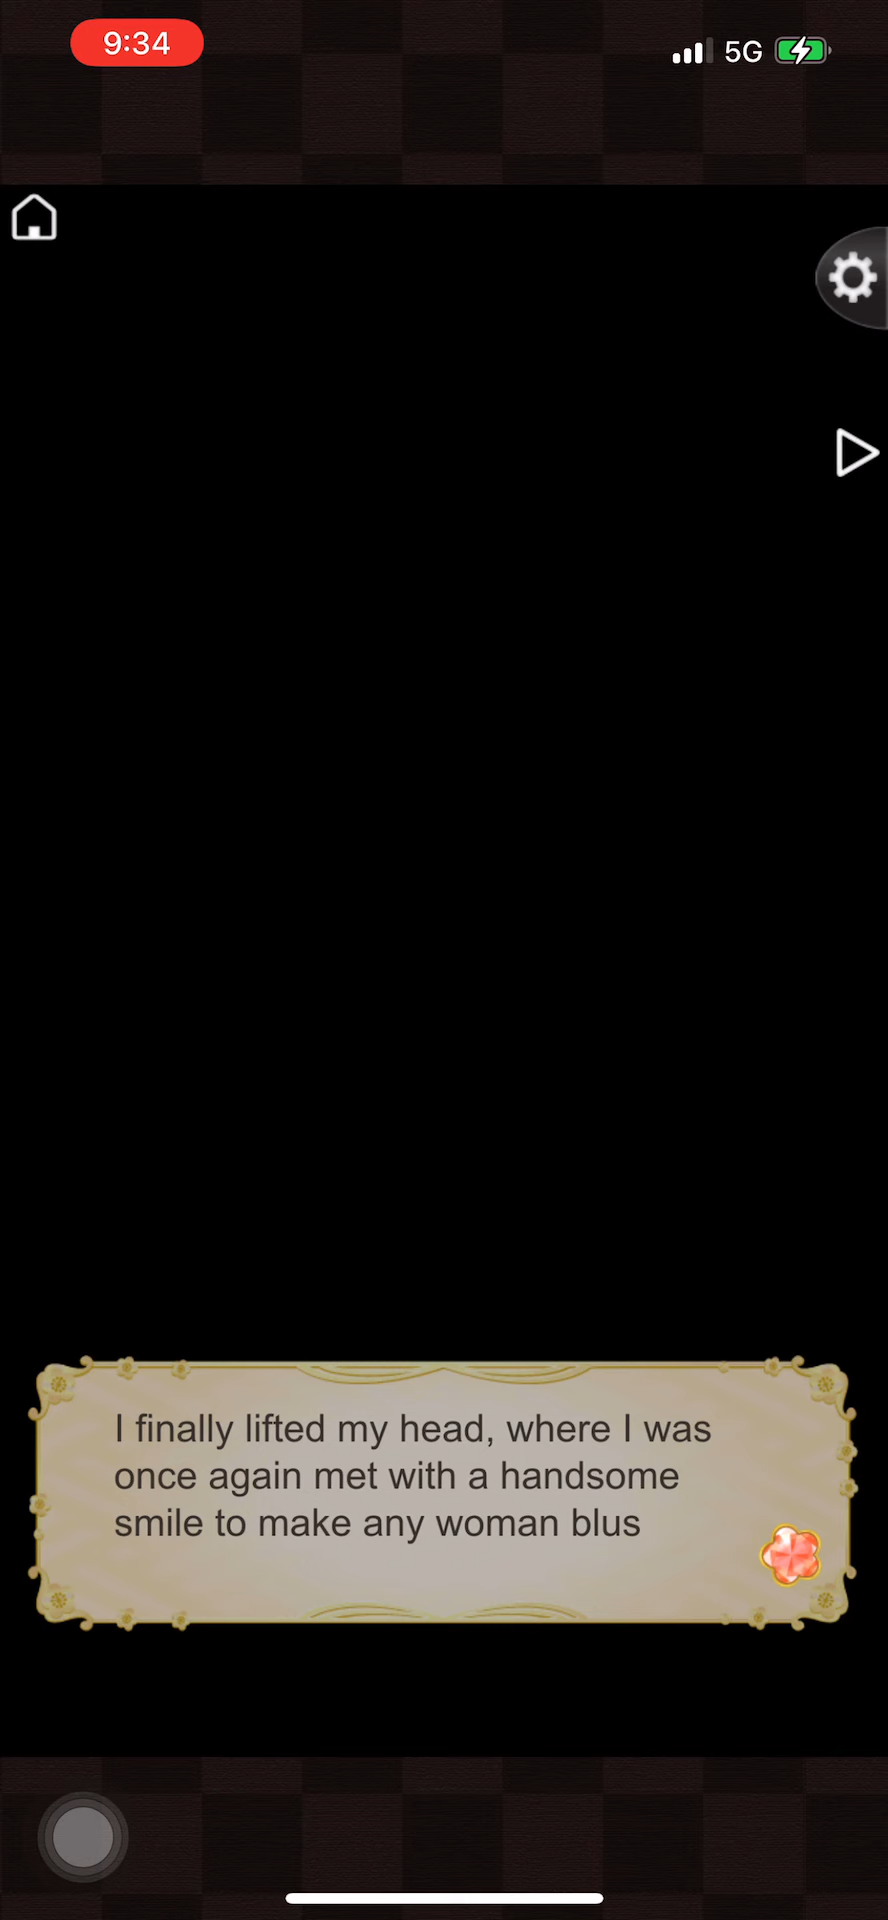 9:34
5G
I finally lifted my head, where I was
once again met with a handsome
smile to make any woman blus